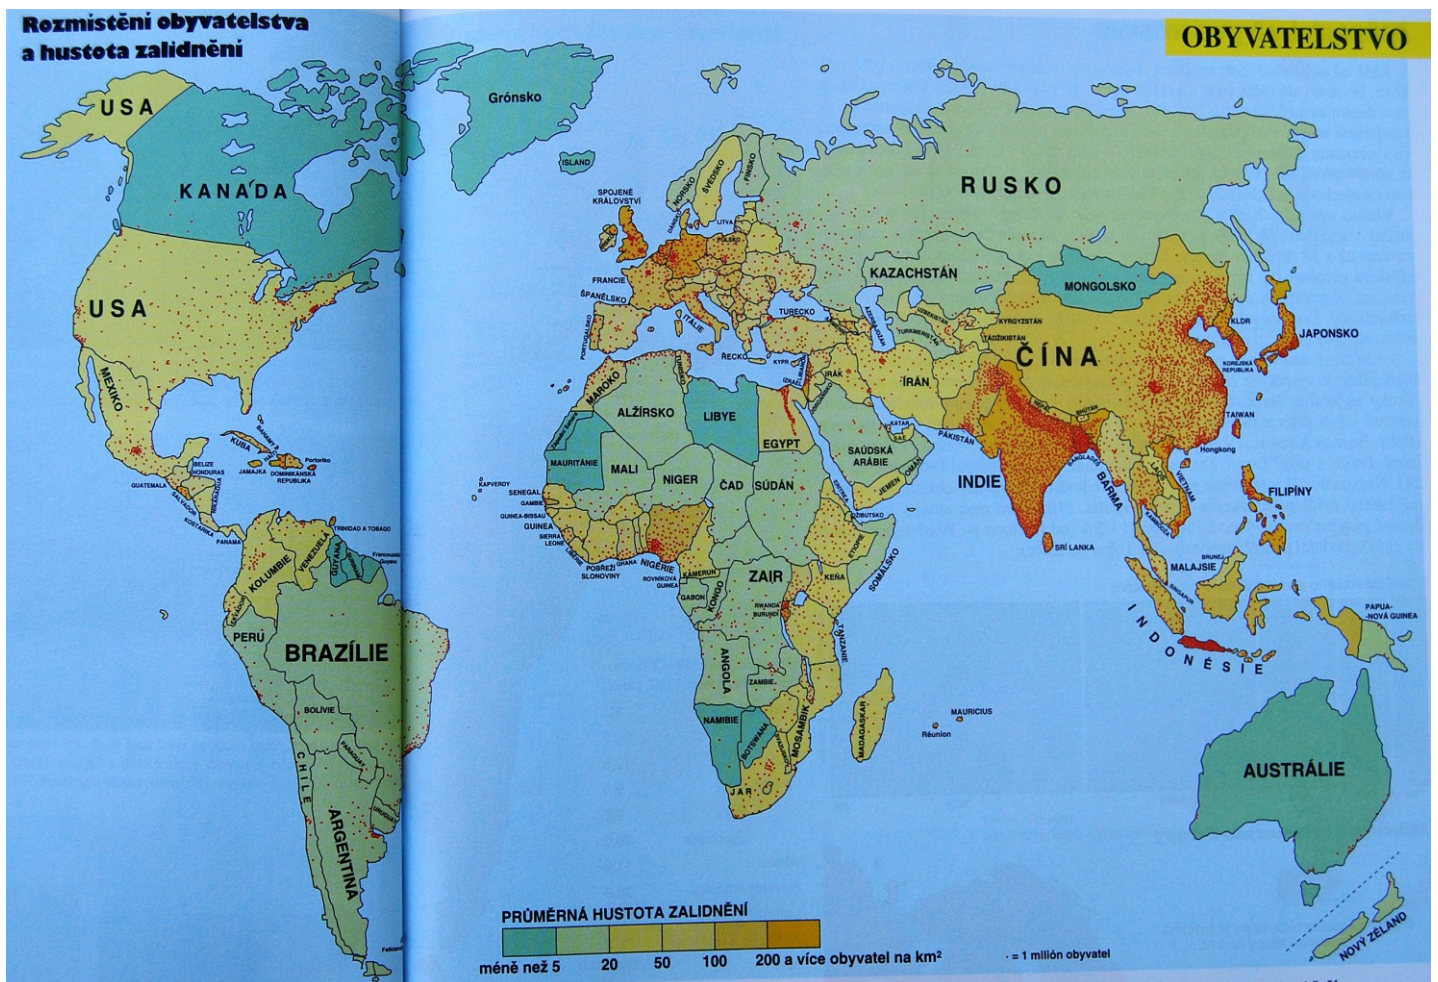 Rozmístění obyvatelstva
a hustota zalidnění
OBYVATELSTVO
USA
KANADA
Grónsko
ISLAND
USA
MEXIKO
KUBA
BAHAMY
HAITI
Portoriko
JAMAJKA
DOMINIKÁNSKÁ
REPUBLIKA
BELIZE
HONDURAS
GUATEMALA
SALVADOR
NIKARAGUA
KOSTARIKA
PANAMA
TRINIDAD A TOBAGO
VENEZUELA
GUYANA
Francouzská
Guyana
KOLUMBIE
EKVÁDOR
PERU
BRAZÍLIE
BOLÍVIE
PARAGUAY
CHILE
ARGENTINA
URUGUAY
NORSKO
ŠVÉDSKO
FINSKO
RUSKO
SPOJENÉ
KRÁLOVSTVÍ
IRSKO
DÁNSKO
LITVA
POLSKO
FRANCIE
ŠPANĚLSKO
PORTUGALSKO
ITÁLIE
ŘECKO
TURECKO
KYPR
KAZACHSTÁN
UZBEKISTÁN
TURKMENISTÁN
KYRGYZSTÁN
TÁDŽIKISTÁN
ÁZERBÁJDŽÁN
MONGOLSKO
ČÍNA
KLDR
KOREJSKÁ
REPUBLIKA
JAPONSKO
TAIWAN
Hongkong
IRÁK
ÍRÁN
IZRAEL
LIBANON
JORDÁNSKO
SAÚDSKÁ
ARÁBIE
KATAR
SAE
OMÁN
JEMEN
PÁKISTÁN
INDIE
NEPÁL
BHÚTÁN
BANGLADÉŠ
BARMA
LAOS
VIETNAM
KAMBODŽA
SRÍ LANKA
FILIPÍNY
MALAJSIE
BRUNEJ
SINGAPUR
INDONÉSIE
PAPUA-
-NOVÁ GUINEA
MAROKO
ALŽÍRSKO
TUNISKO
LIBYE
EGYPT
Západní Sahara
MAURITÁNIE
MALI
NIGER
ČAD
SÚDÁN
ERITREA
DŽIBUTSKO
ETIOPIE
SOMÁLSKO
KAPVERDY
SENEGAL
GAMBIE
GUINEA-BISSAU
GUINEA
SIERRA
LEONE
LIBÉRIE
POBŘEŽÍ
SLONOVINY
GHANA
NIGÉRIE
ROVNÍKOVÁ
GUINEA
KAMERUN
GABON
KONGO
ZAIR
RWANDA
BURUNDI
KEŇA
TANZANIE
ANGOLA
ZAMBIE
MOSAMBIK
NAMIBIE
BOTSWANA
JAR
MADAGASKAR
Réunion
MAURICIUS
AUSTRÁLIE
NOVÝ ZÉLAND
PRŮMĚRNÁ HUSTOTA ZALIDNĚNÍ
méně než 5 20 50 100 200 a více obyvatel na km²
· = 1 milión obyvatel